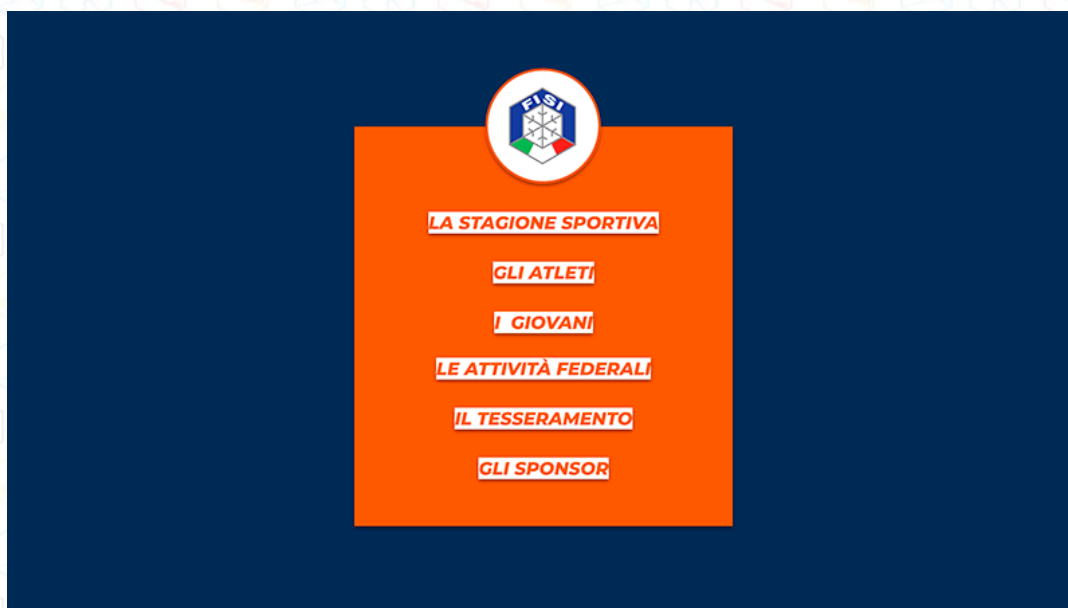 FISI
LA STAGIONE SPORTIVA
GLI ATLETI
I GIOVANI
LE ATTIVITÀ FEDERALI
IL TESSERAMENTO
GLI SPONSOR